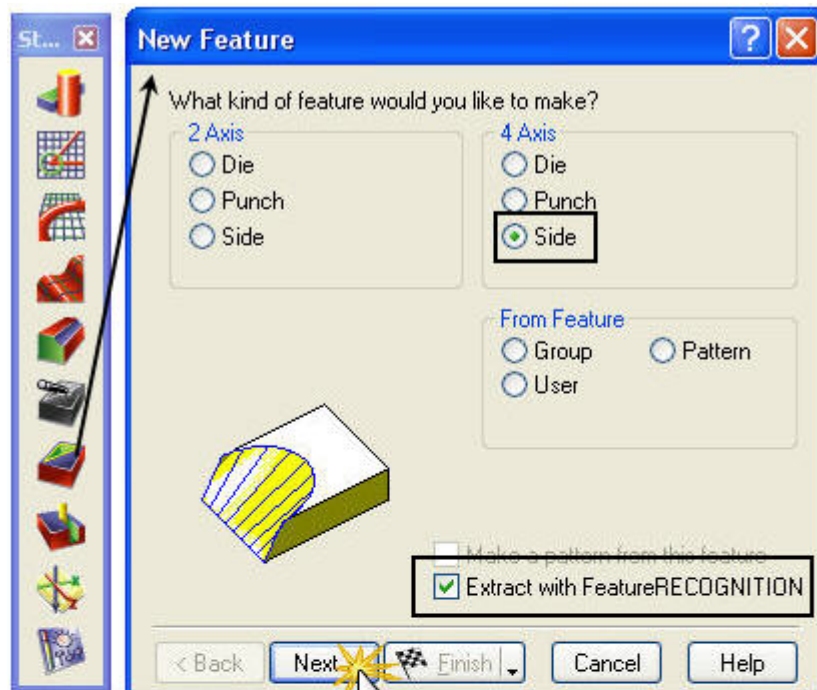 St...
New Feature
What kind of feature would you like to make?
2 Axis
Die
Punch
Side
4 Axis
Die
Punch
Side
From Feature
Group
Pattern
User
Make a pattern from this feature
Extract with FeatureRECOGNITION
< Back
Next
Finish
Cancel
Help